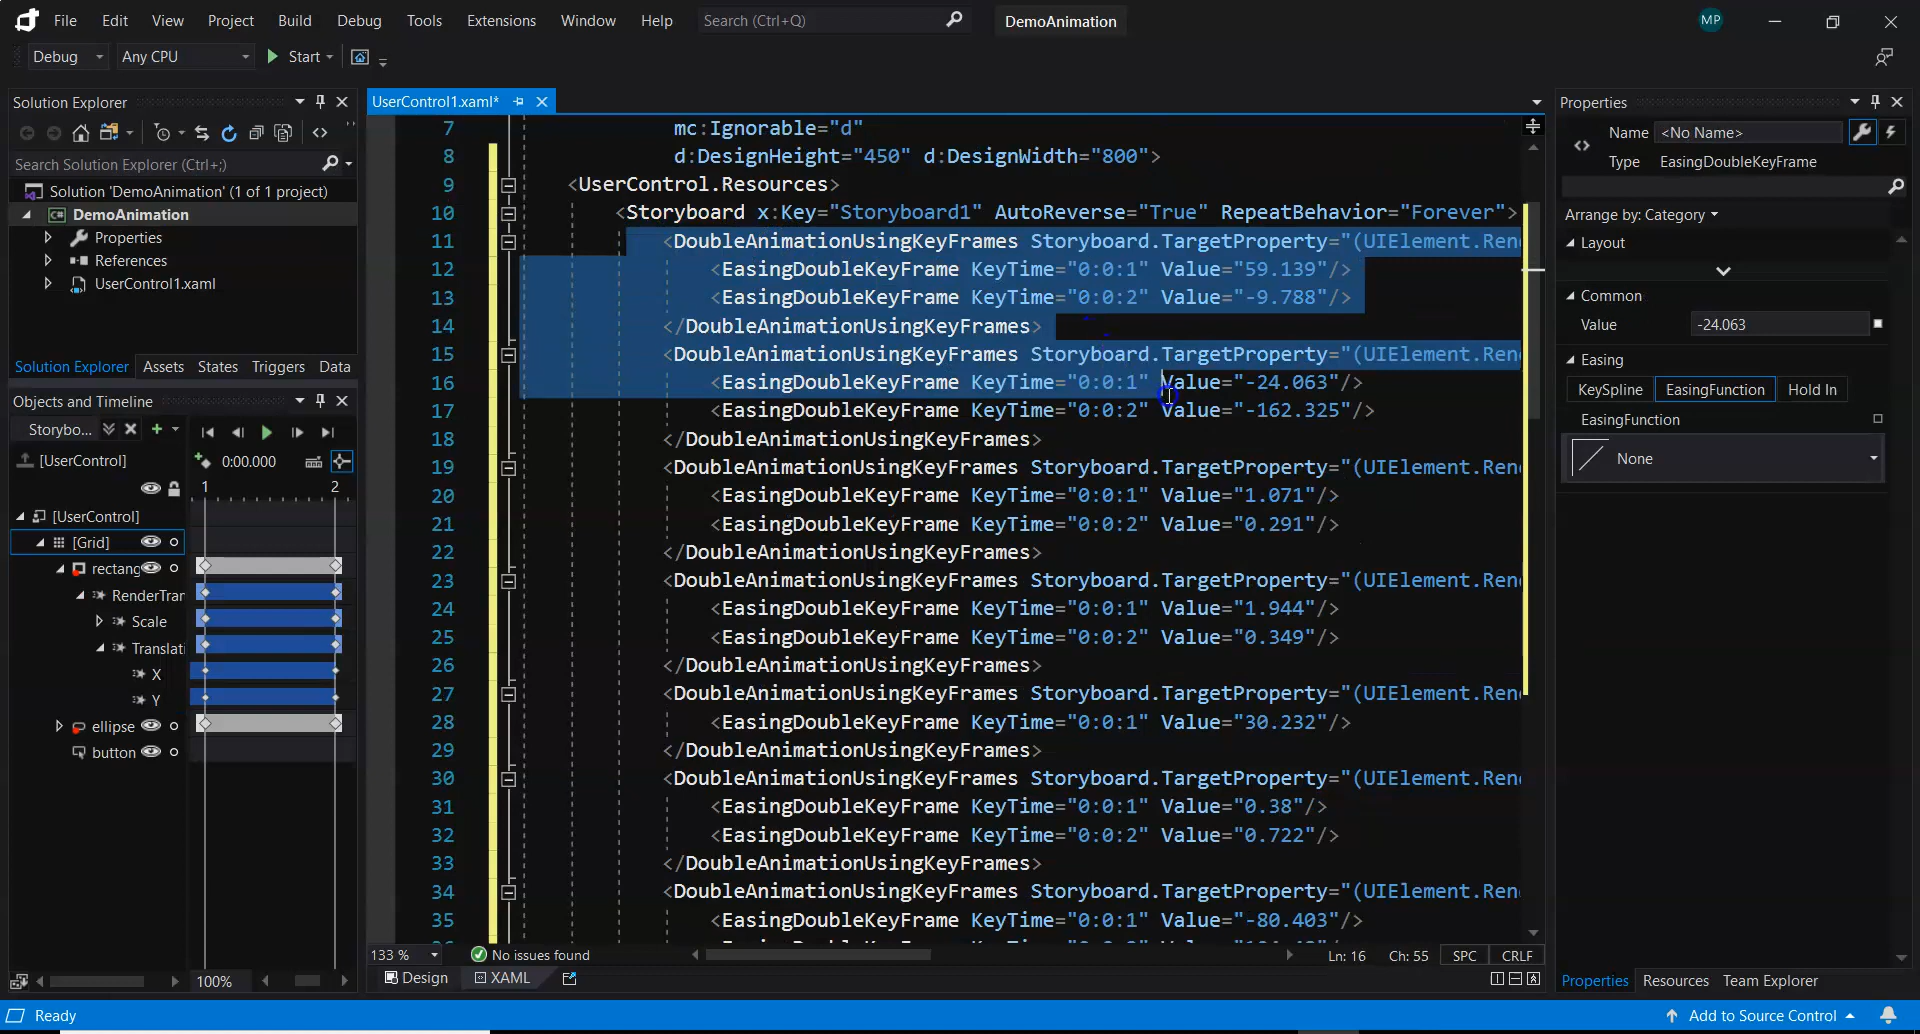 File Edit View Project Build Debug Tools Extensions Window Help Search (Ctrl+Q) DemoAnimation MP
Debug Any CPU Start
Solution Explorer
Search Solution Explorer (Ctrl+;)
Solution 'DemoAnimation' (1 of 1 project)
DemoAnimation
Properties
References
UserControl1.xaml
Solution Explorer Assets States Triggers Data
Objects and Timeline
Storybo...
[UserControl] 0:00.000
1 2
[UserControl]
[Grid]
rectang
RenderTran
Scale
Translati
X
Y
ellipse
button
100%
UserControl1.xaml*
7 mc:Ignorable="d"
8 d:DesignHeight="450" d:DesignWidth="800">
9 <UserControl.Resources>
10 <Storyboard x:Key="Storyboard1" AutoReverse="True" RepeatBehavior="Forever">
11 <DoubleAnimationUsingKeyFrames Storyboard.TargetProperty="(UIElement.Ren
12 <EasingDoubleKeyFrame KeyTime="0:0:1" Value="59.139"/>
13 <EasingDoubleKeyFrame KeyTime="0:0:2" Value="-9.788"/>
14 </DoubleAnimationUsingKeyFrames>
15 <DoubleAnimationUsingKeyFrames Storyboard.TargetProperty="(UIElement.Ren
16 <EasingDoubleKeyFrame KeyTime="0:0:1" Value="-24.063"/>
17 <EasingDoubleKeyFrame KeyTime="0:0:2" Value="-162.325"/>
18 </DoubleAnimationUsingKeyFrames>
19 <DoubleAnimationUsingKeyFrames Storyboard.TargetProperty="(UIElement.Ren
20 <EasingDoubleKeyFrame KeyTime="0:0:1" Value="1.071"/>
21 <EasingDoubleKeyFrame KeyTime="0:0:2" Value="0.291"/>
22 </DoubleAnimationUsingKeyFrames>
23 <DoubleAnimationUsingKeyFrames Storyboard.TargetProperty="(UIElement.Ren
24 <EasingDoubleKeyFrame KeyTime="0:0:1" Value="1.944"/>
25 <EasingDoubleKeyFrame KeyTime="0:0:2" Value="0.349"/>
26 </DoubleAnimationUsingKeyFrames>
27 <DoubleAnimationUsingKeyFrames Storyboard.TargetProperty="(UIElement.Ren
28 <EasingDoubleKeyFrame KeyTime="0:0:1" Value="30.232"/>
29 </DoubleAnimationUsingKeyFrames>
30 <DoubleAnimationUsingKeyFrames Storyboard.TargetProperty="(UIElement.Ren
31 <EasingDoubleKeyFrame KeyTime="0:0:1" Value="0.38"/>
32 <EasingDoubleKeyFrame KeyTime="0:0:2" Value="0.722"/>
33 </DoubleAnimationUsingKeyFrames>
34 <DoubleAnimationUsingKeyFrames Storyboard.TargetProperty="(UIElement.Ren
35 <EasingDoubleKeyFrame KeyTime="0:0:1" Value="-80.403"/>
133 % No issues found Ln: 16 Ch: 55 SPC CRLF
Design XAML
Properties
Name <No Name>
Type EasingDoubleKeyFrame
Arrange by: Category
Layout
Common
Value -24.063
Easing
KeySpline EasingFunction Hold In
EasingFunction
None
Properties Resources Team Explorer
Ready Add to Source Control